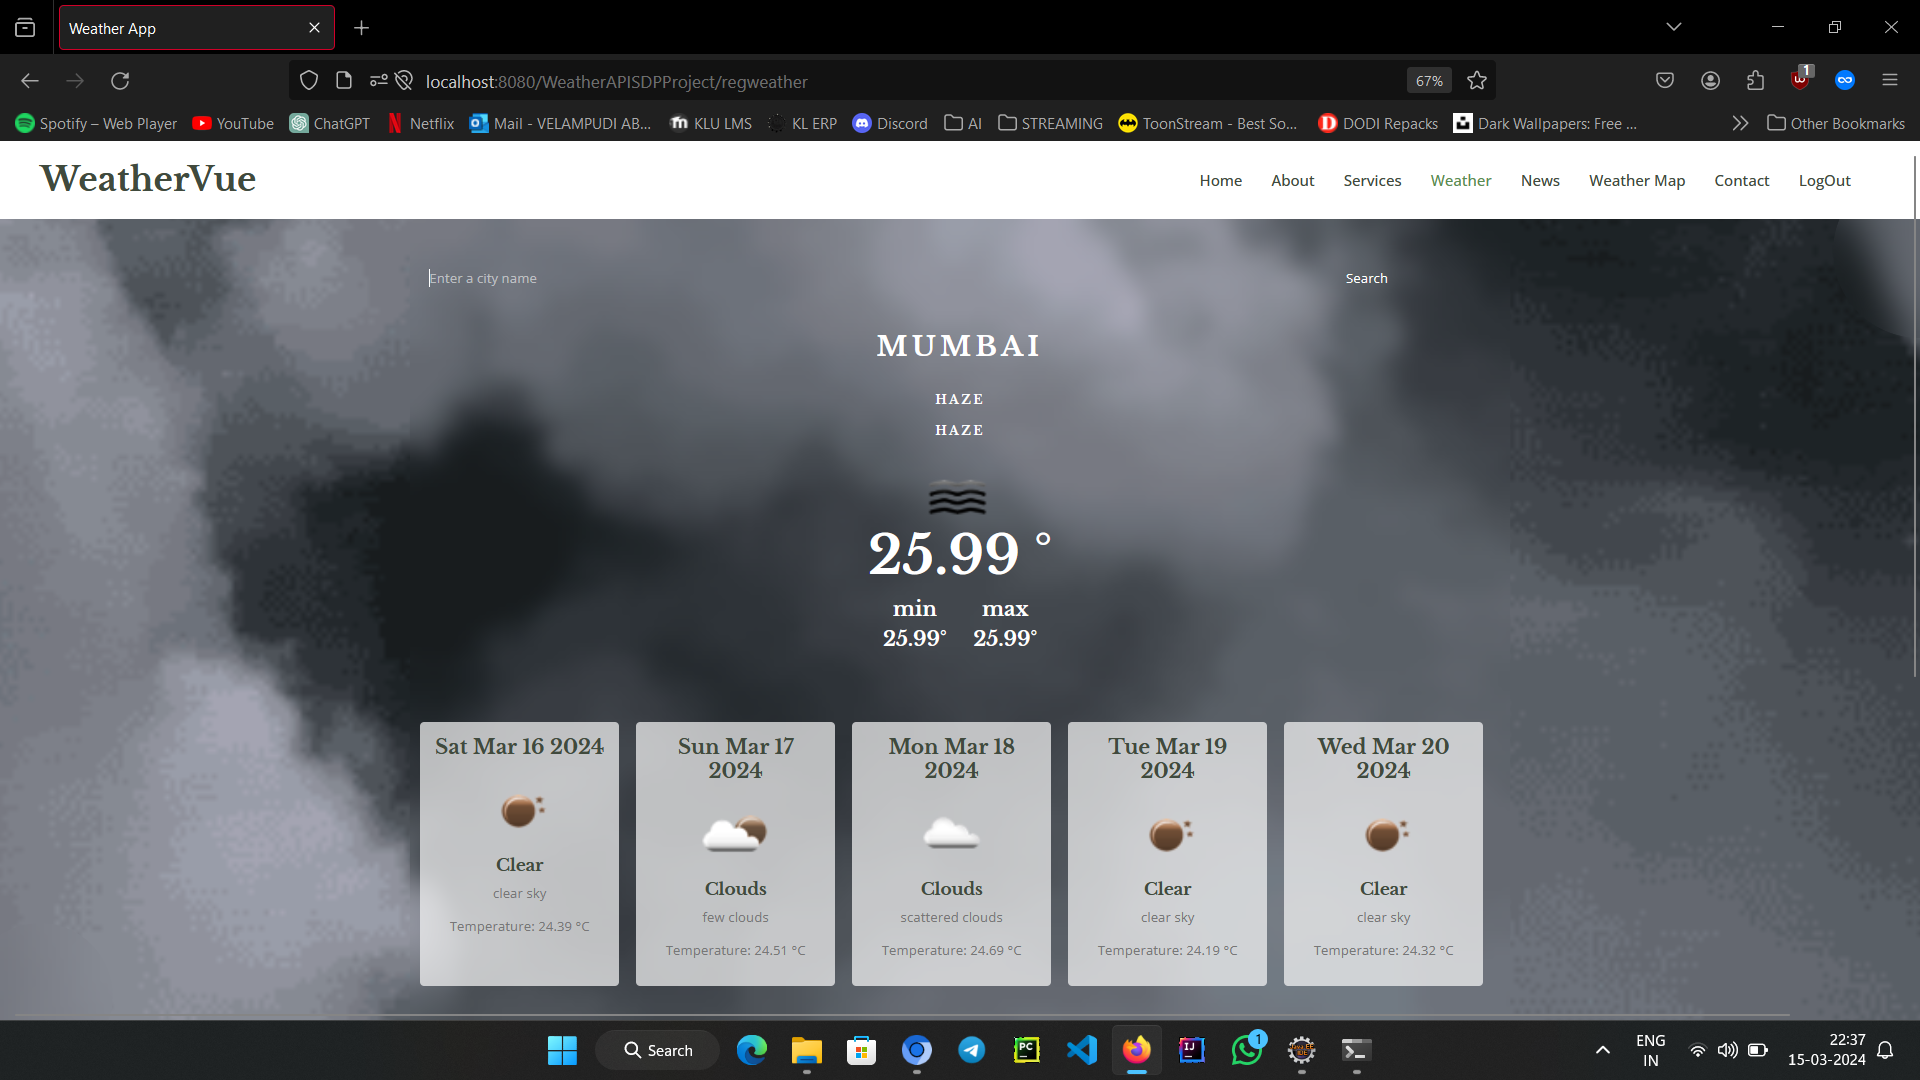 Weather App
localhost:8080/WeatherAPISDPProject/regweather
67%
1
Spotify – Web Player
YouTube
ChatGPT
Netflix
Mail - VELAMPUDI AB...
KLU LMS
KL ERP
Discord
AI
STREAMING
ToonStream - Best So...
DODI Repacks
Dark Wallpapers: Free ...
Other Bookmarks
WeatherVue
Home
About
Services
Weather
News
Weather Map
Contact
LogOut
Enter a city name
Search
MUMBAI
HAZE
HAZE
25.99 °
min
max
25.99°
25.99°
Sat Mar 16 2024
Clear
clear sky
Temperature: 24.39 °C
Sun Mar 17
2024
Clouds
few clouds
Temperature: 24.51 °C
Mon Mar 18
2024
Clouds
scattered clouds
Temperature: 24.69 °C
Tue Mar 19
2024
Clear
clear sky
Temperature: 24.19 °C
Wed Mar 20
2024
Clear
clear sky
Temperature: 24.32 °C
Search
PC
IJ
1
ENG
IN
22:37
15-03-2024